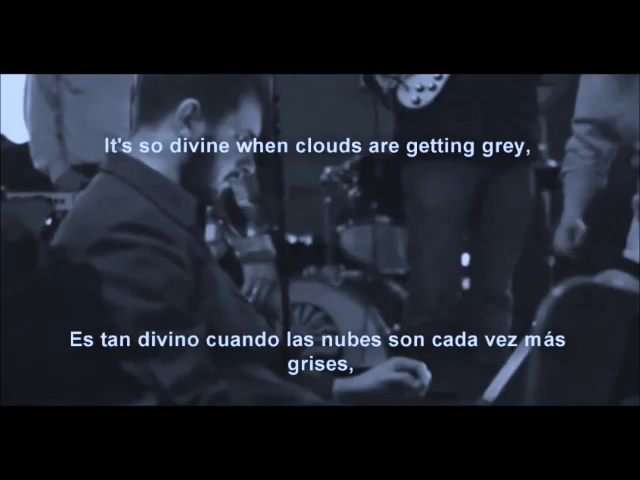 It's so divine when clouds are getting grey,
Es tan divino cuando las nubes son cada vez más
grises,